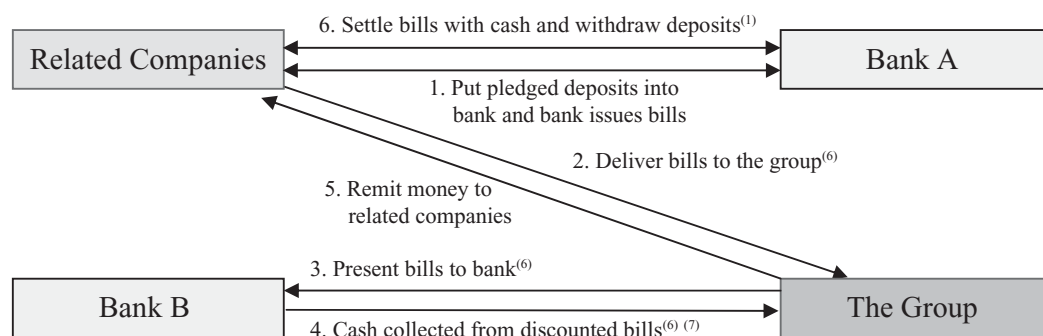 6. Settle bills with cash and withdraw deposits(1)
Related Companies
Bank A
1. Put pledged deposits into
bank and bank issues bills
2. Deliver bills to the group(6)
5. Remit money to
related companies
3. Present bills to bank(6)
Bank B
The Group
4. Cash collected from discounted bills(6) (7)